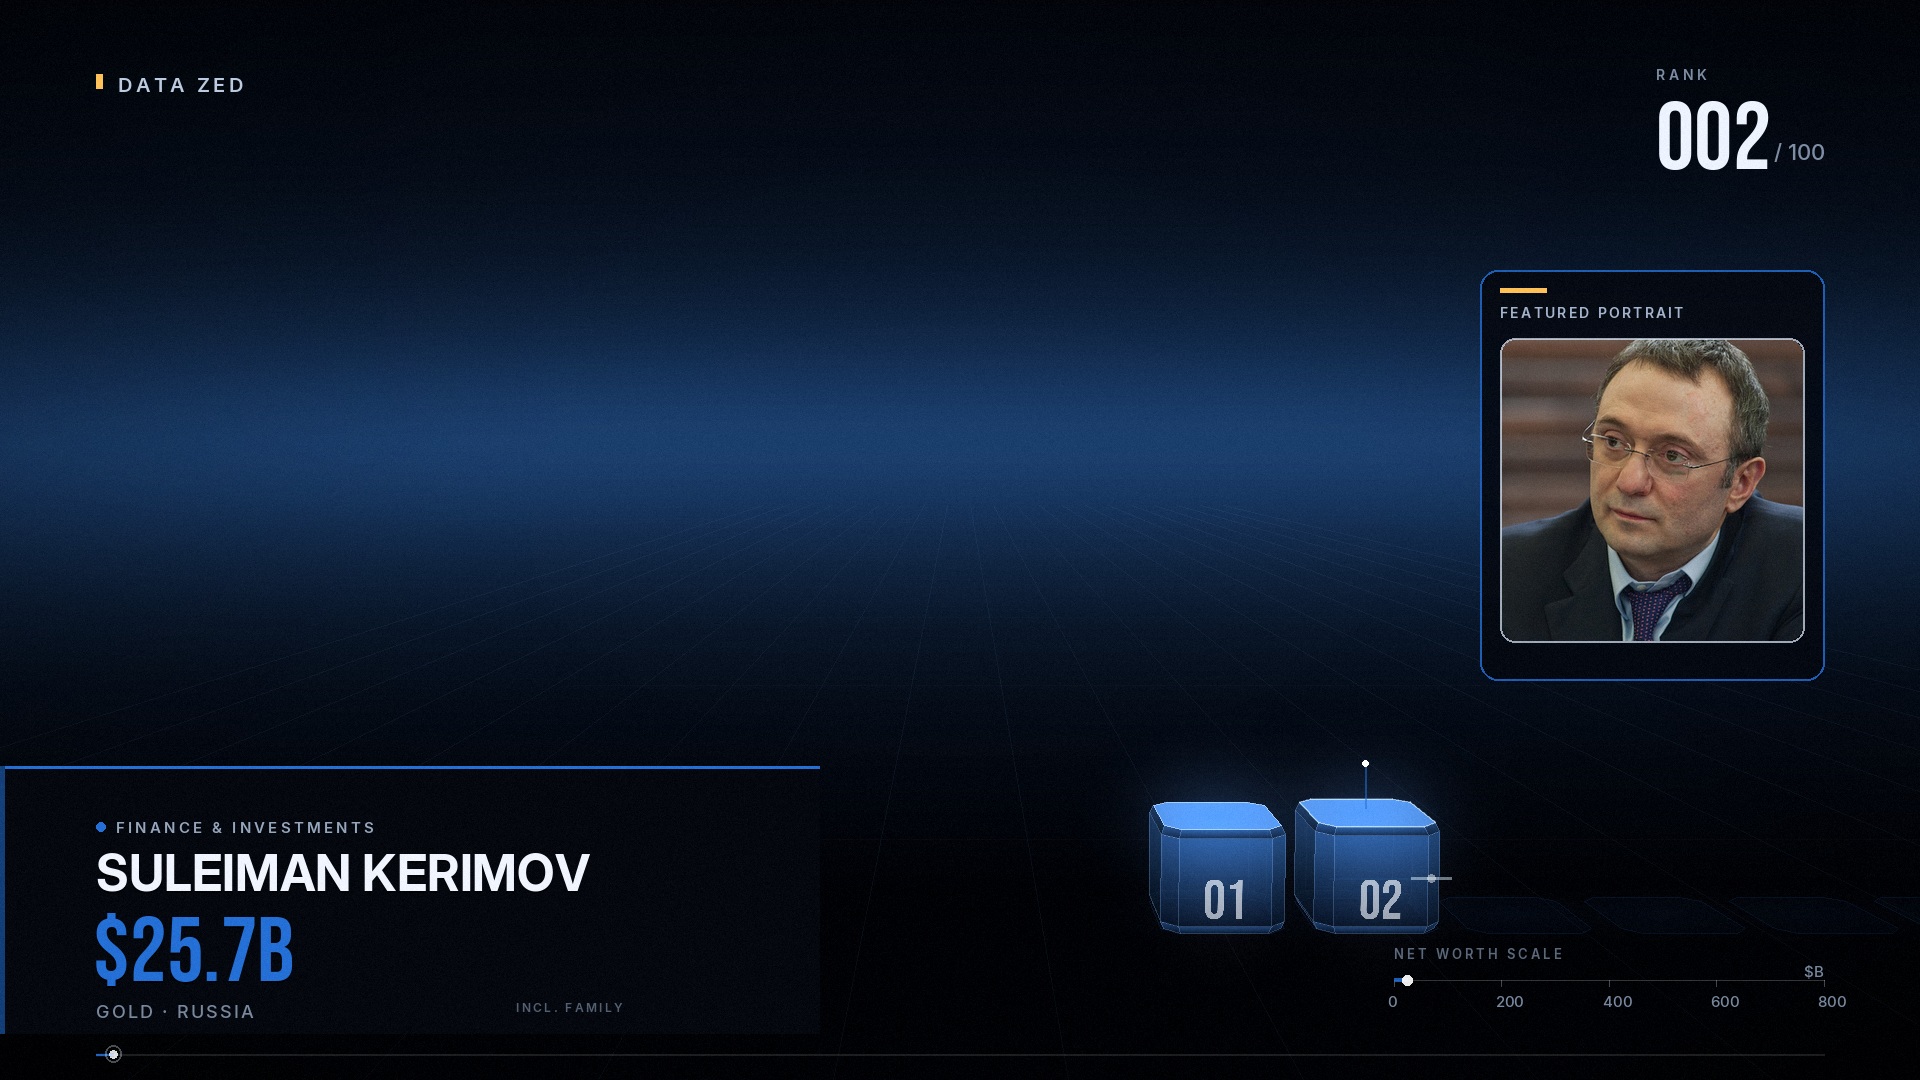 DATA ZED
RANK
002 / 100
FEATURED PORTRAIT
FINANCE & INVESTMENTS
SULEIMAN KERIMOV
$25.7B
GOLD · RUSSIA
INCL. FAMILY
01
02
NET WORTH SCALE
$B
0 200 400 600 800